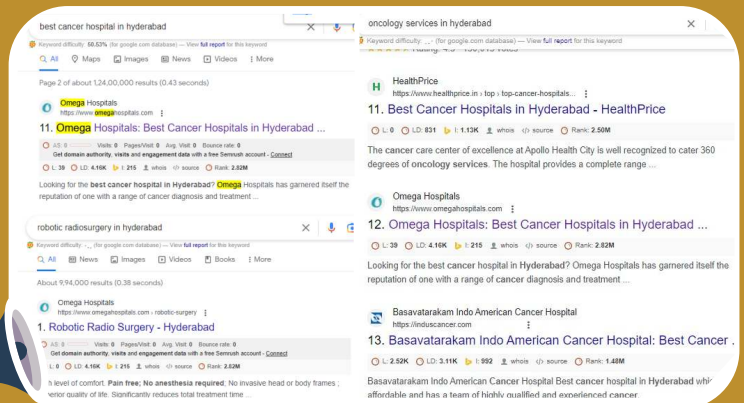 best cancer hospital in hyderabad
Keyword difficulty: 50.53% (for google.com database) — View full report for this keyword
All Maps Images News Videos More
Page 2 of about 1,24,00,000 results (0.43 seconds)
Omega Hospitals
https://www.omegahospitals.com
11. Omega Hospitals: Best Cancer Hospitals in Hyderabad ...
AS: 0 Visits: 0 Pages/Visit: 0 Avg. Visit: 0 Bounce rate: 0
Get domain authority, visits and engagement data with a free Semrush account - Connect
L: 39 LD: 4.16K I: 215 whois source Rank: 2.82M
Looking for the best cancer hospital in Hyderabad? Omega Hospitals has garnered itself the
reputation of one with a range of cancer diagnosis and treatment ...
robotic radiosurgery in hyderabad
Keyword difficulty: -.- (for google.com database) — View full report for this keyword
All News Images Videos Books More
About 9,94,000 results (0.38 seconds)
Omega Hospitals
https://www.omegahospitals.com › robotic-surgery
1. Robotic Radio Surgery - Hyderabad
AS: 0 Visits: 0 Pages/Visit: 0 Avg. Visit: 0 Bounce rate: 0
Get domain authority, visits and engagement data with a free Semrush account - Connect
L: 0 LD: 4.16K I: 215 whois source Rank: 2.82M
h level of comfort. Pain free; No anesthesia required; No invasive head or body frames ;
perior quality of life. Significantly reduces total treatment time ...
oncology services in hyderabad
Keyword difficulty: -.- (for google.com database) — View full report for this keyword
HealthPrice
https://www.healthprice.in › top › top-cancer-hospitals...
11. Best Cancer Hospitals in Hyderabad - HealthPrice
L: 0 LD: 831 I: 1.13K whois source Rank: 2.50M
The cancer care center of excellence at Apollo Health City is well recognized to cater 360
degrees of oncology services. The hospital provides a complete range ...
Omega Hospitals
https://www.omegahospitals.com
12. Omega Hospitals: Best Cancer Hospitals in Hyderabad ...
L: 39 LD: 4.16K I: 215 whois source Rank: 2.82M
Looking for the best cancer hospital in Hyderabad? Omega Hospitals has garnered itself the
reputation of one with a range of cancer diagnosis and treatment ...
Basavatarakam Indo American Cancer Hospital
https://induscancer.com
13. Basavatarakam Indo American Cancer Hospital: Best Cancer .
L: 2.52K LD: 3.11K I: 992 whois source Rank: 1.48M
Basavatarakam Indo American Cancer Hospital Best cancer hospital in Hyderabad whi
affordable and has a team of highly qualified and experienced cancer